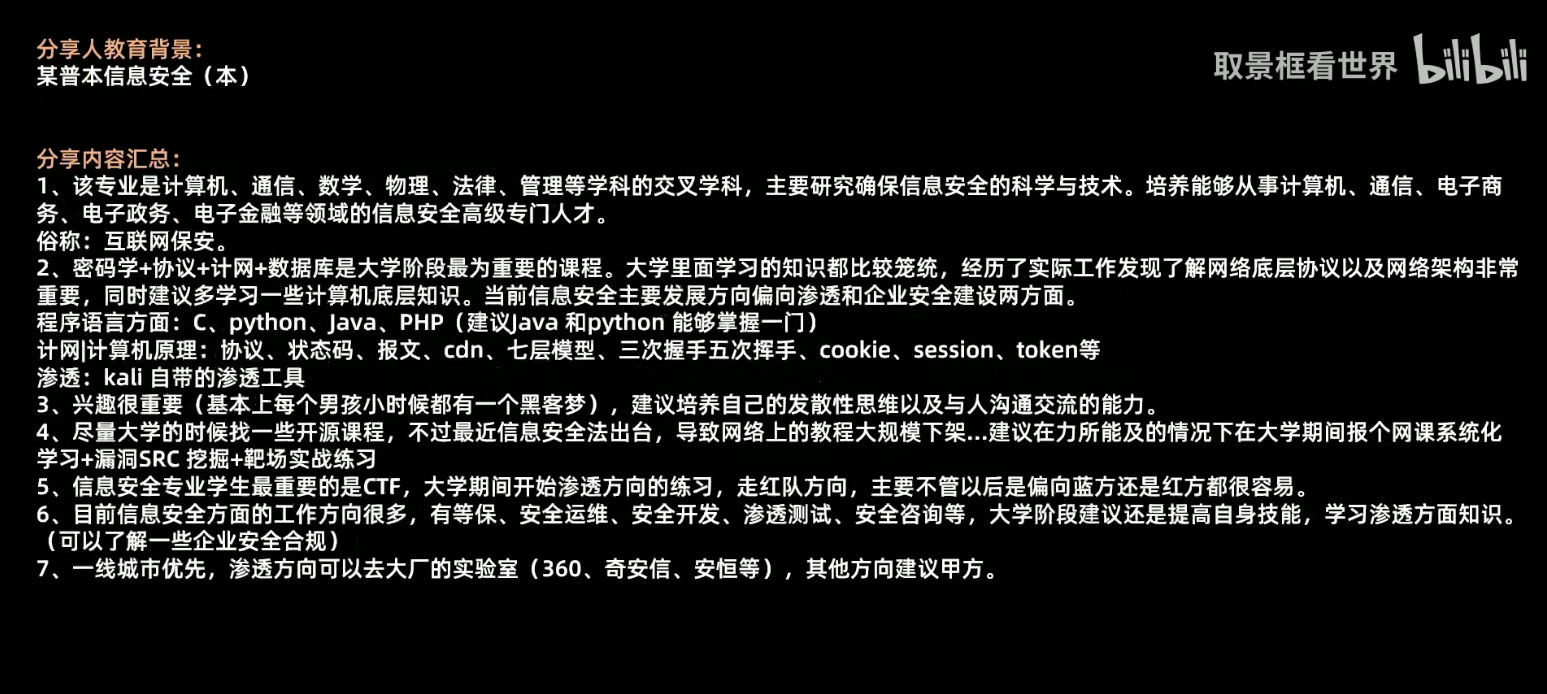 分享人教育背景：
某普本信息安全（本）
取景框看世界 bilibili
分享内容汇总：
1、该专业是计算机、通信、数学、物理、法律、管理等学科的交叉学科，主要研究确保信息安全的科学与技术。培养能够从事计算机、通信、电子商
务、电子政务、电子金融等领域的信息安全高级专门人才。
俗称：互联网保安。
2、密码学+协议+计网+数据库是大学阶段最为重要的课程。大学里面学习的知识都比较笼统，经历了实际工作发现了解网络底层协议以及网络架构非常
重要，同时建议多学习一些计算机底层知识。当前信息安全主要发展方向偏向渗透和企业安全建设两方面。
程序语言方面：C、python、Java、PHP（建议Java 和python 能够掌握一门）
计网|计算机原理：协议、状态码、报文、cdn、七层模型、三次握手五次挥手、cookie、session、token等
渗透：kali 自带的渗透工具
3、兴趣很重要（基本上每个男孩小时候都有一个黑客梦），建议培养自己的发散性思维以及与人沟通交流的能力。
4、尽量大学的时候找一些开源课程，不过最近信息安全法出台，导致网络上的教程大规模下架...建议在力所能及的情况下在大学期间报个网课系统化
学习+漏洞SRC 挖掘+靶场实战练习
5、信息安全专业学生最重要的是CTF，大学期间开始渗透方向的练习，走红队方向，主要不管以后是偏向蓝方还是红方都很容易。
6、目前信息安全方面的工作方向很多，有等保、安全运维、安全开发、渗透测试、安全咨询等，大学阶段建议还是提高自身技能，学习渗透方面知识。
（可以了解一些企业安全合规）
7、一线城市优先，渗透方向可以去大厂的实验室（360、奇安信、安恒等），其他方向建议甲方。